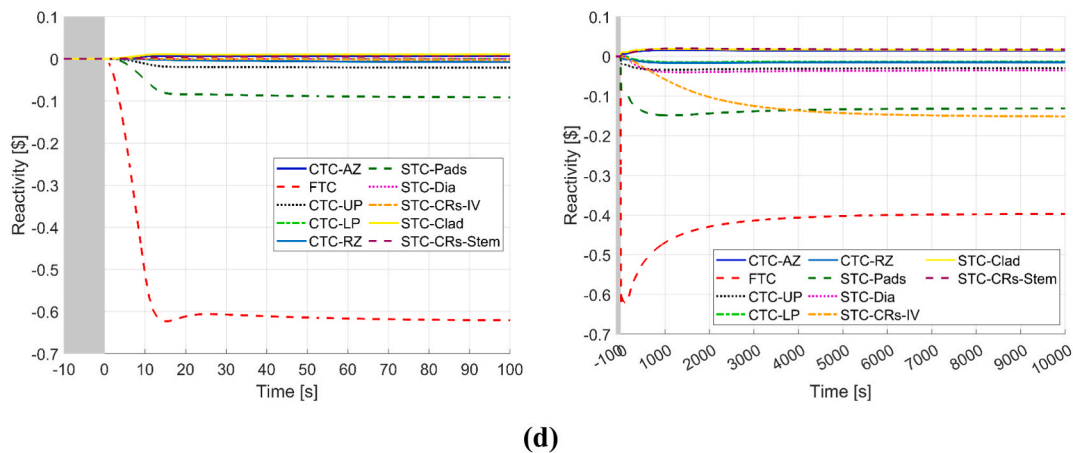 0.1
0
-0.1
-0.2
-0.3
-0.4
-0.5
-0.6
-0.7
Reactivity [$]
CTC-AZ STC-Pads
FTC STC-Dia
CTC-UP STC-CRs-IV
CTC-LP STC-Clad
CTC-RZ STC-CRs-Stem
-10 0 10 20 30 40 50 60 70 80 90 100
Time [s]
0.1
0
-0.1
-0.2
-0.3
-0.4
-0.5
-0.6
-0.7
Reactivity [$]
CTC-AZ CTC-RZ STC-Clad
FTC STC-Pads STC-CRs-Stem
CTC-UP STC-Dia
CTC-LP STC-CRs-IV
-100 0 1000 2000 3000 4000 5000 6000 7000 8000 9000 10000
Time [s]
(d)